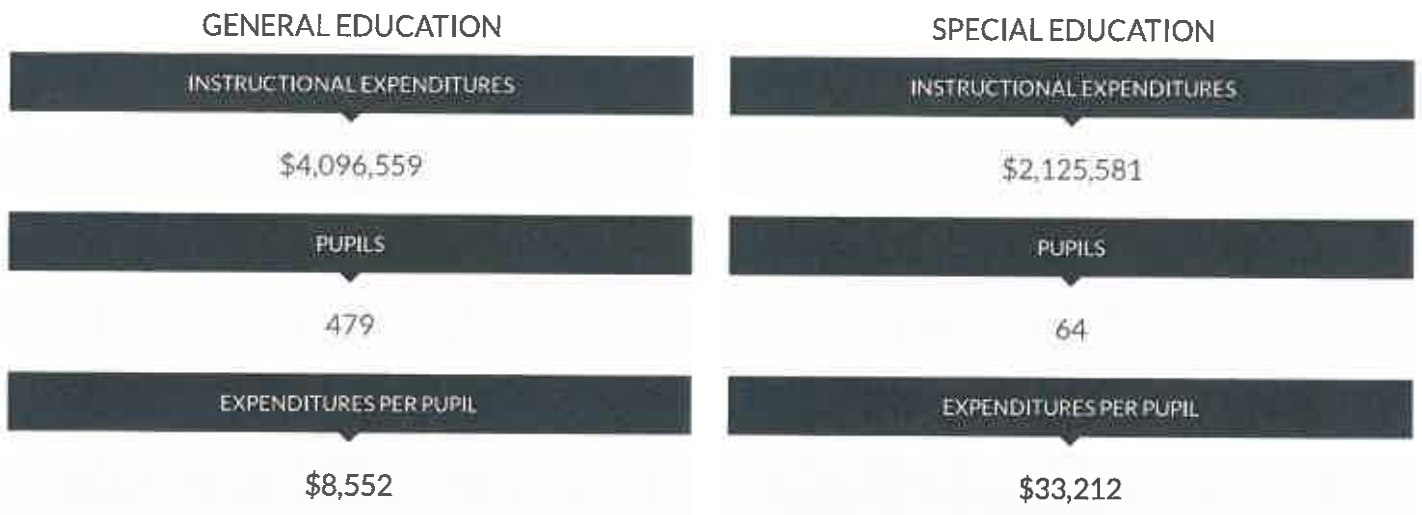 GENERAL EDUCATION
INSTRUCTIONAL EXPENDITURES
$4,096,559
PUPILS
479
EXPENDITURES PER PUPIL
$8,552
SPECIAL EDUCATION
INSTRUCTIONAL EXPENDITURES
$2,125,581
PUPILS
64
EXPENDITURES PER PUPIL
$33,212